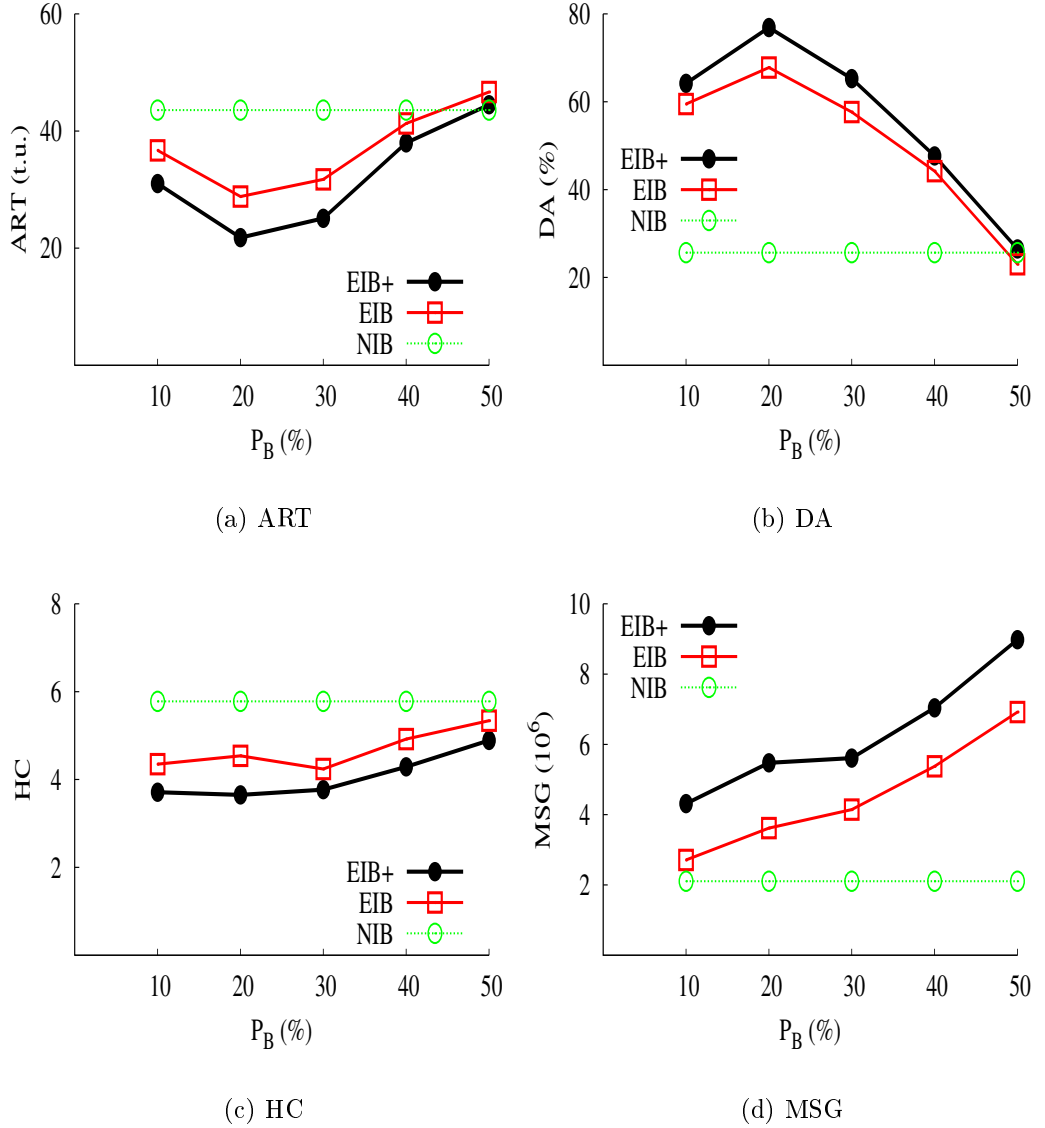 60
40
20
ART (t.u.)
EIB+
EIB
NIB
10 20 30 40 50
P_B (%)
(a) ART
80
60
40
20
DA (%)
EIB+
EIB
NIB
10 20 30 40 50
P_B (%)
(b) DA
8
6
4
2
HC
EIB+
EIB
NIB
10 20 30 40 50
P_B (%)
(c) HC
10
8
6
4
2
MSG (10^6)
EIB+
EIB
NIB
10 20 30 40 50
P_B (%)
(d) MSG